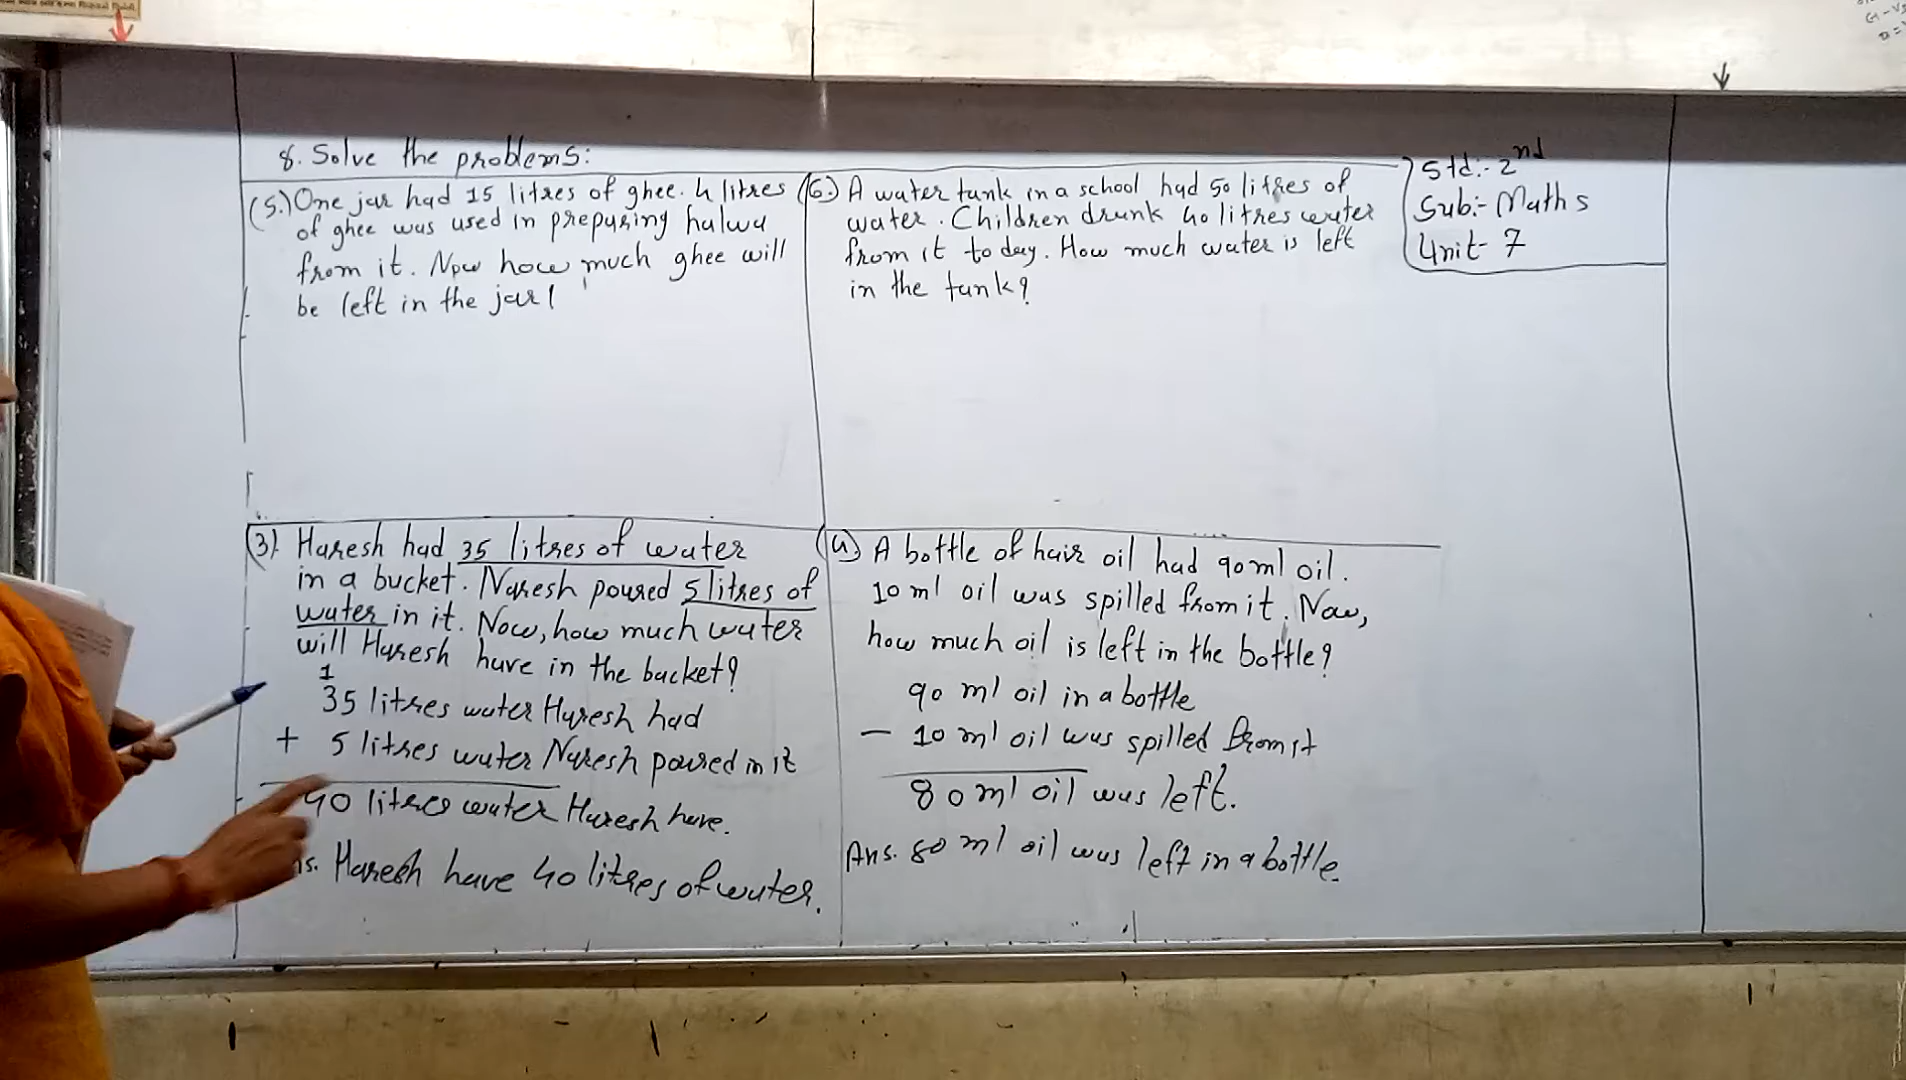 8. Solve the problems:
Std:- 2nd
Sub:- Maths
Unit- 7
(5.) One jar had 15 litres of ghee. 4 litres
of ghee was used in preparing halwa
from it. Now how much ghee will
be left in the jar!
(6.) A water tank in a school had 50 litres of
water. Children drunk 40 litres water
from it to day. How much water is left
in the tank?
(3) Haresh had 35 litres of water
in a bucket. Naresh poured 5 litres of
water in it. Now, how much water
will Haresh have in the bucket?
1
35 litres water Haresh had
+ 5 litres water Naresh poured in it
40 litres water Haresh have.
Haresh have 40 litres of water.
(4) A bottle of hair oil had 90 ml oil.
10 ml oil was spilled from it. Now,
how much oil is left in the bottle?
90 ml oil in a bottle
- 10 ml oil was spilled from it
80 ml oil was left.
Ans. 80 ml oil was left in a bottle.